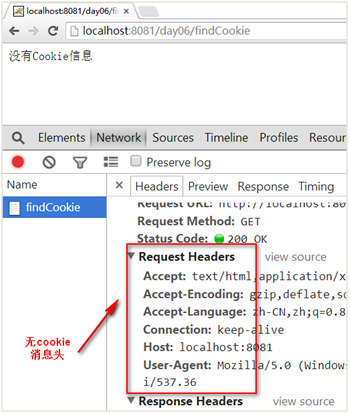 localhost:8081/day06/fi
localhost:8081/day06/findCookie
没有Cookie信息
Elements Network Sources Timeline Profiles Resour
Preserve log
Name
Headers Preview Response Timing
findCookie
Request URL: http://localhost:80
Request Method: GET
Status Code: 200 OK
Request Headers view source
Accept: text/html,application/x
Accept-Encoding: gzip,deflate,sd
Accept-Language: zh-CN,zh;q=0.8
Connection: keep-alive
Host: localhost:8081
User-Agent: Mozilla/5.0 (Windows
i/537.36
Response Headers view source
无cookie
消息头